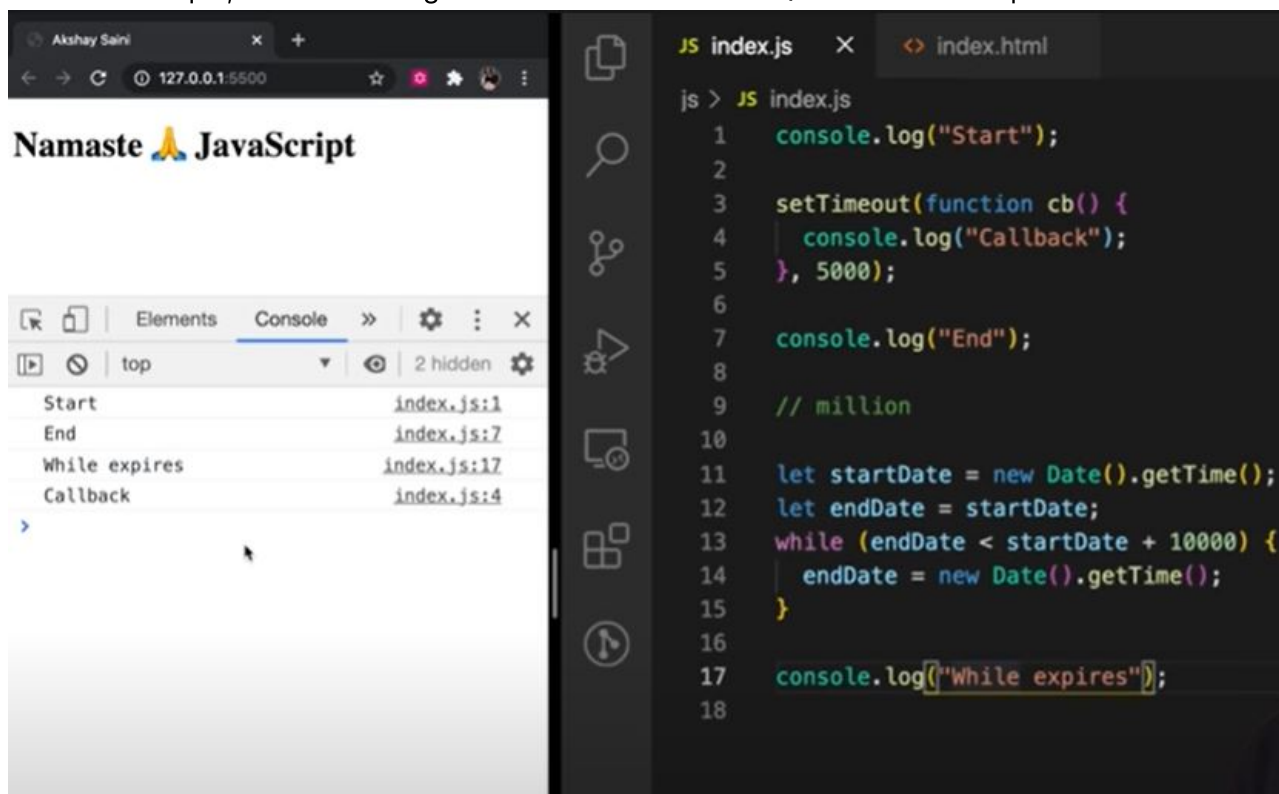 Akshay Saini
127.0.0.1:5500
Namaste 🙏 JavaScript
Elements Console »
top 2 hidden
Start index.js:1
End index.js:7
While expires index.js:17
Callback index.js:4
JS index.js <> index.html
js > JS index.js
1 console.log("Start");
2
3 setTimeout(function cb() {
4 console.log("Callback");
5 }, 5000);
6
7 console.log("End");
8
9 // million
10
11 let startDate = new Date().getTime();
12 let endDate = startDate;
13 while (endDate < startDate + 10000) {
14 endDate = new Date().getTime();
15 }
16
17 console.log("While expires");
18